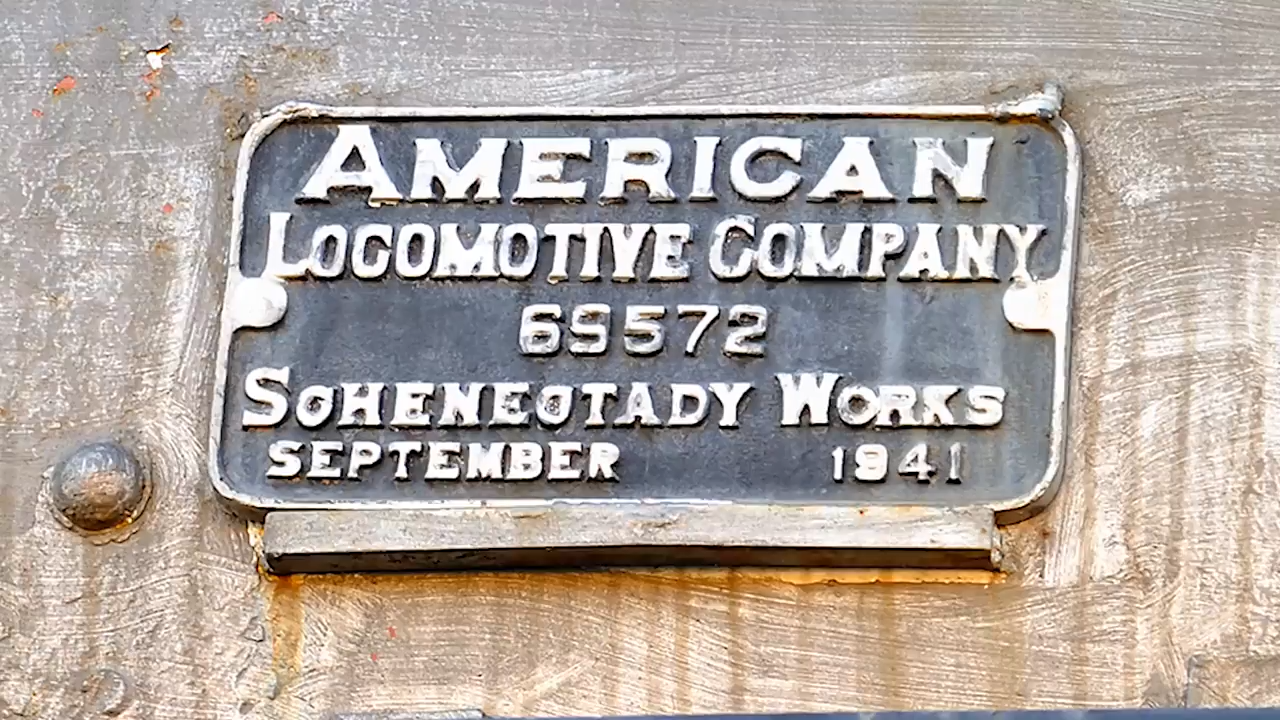 AMERICAN
LOCOMOTIVE COMPANY
69572
SCHENECTADY WORKS
SEPTEMBER 1941